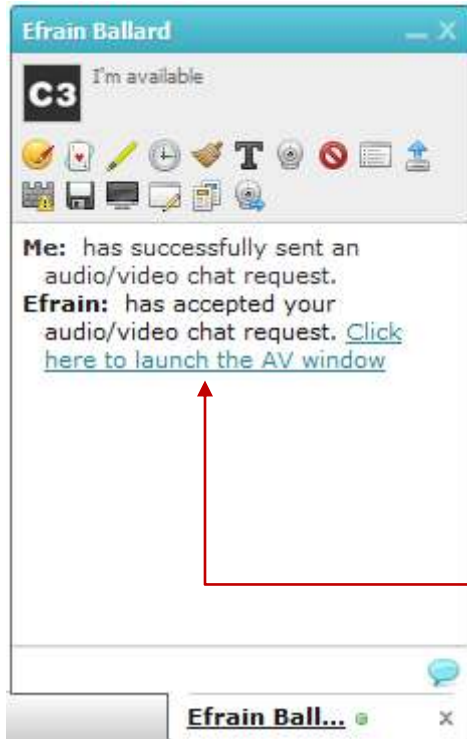 Efrain Ballard
C3
I'm available
T
Me: has successfully sent an
audio/video chat request.
Efrain: has accepted your
audio/video chat request. Click
here to launch the AV window
Efrain Ball...